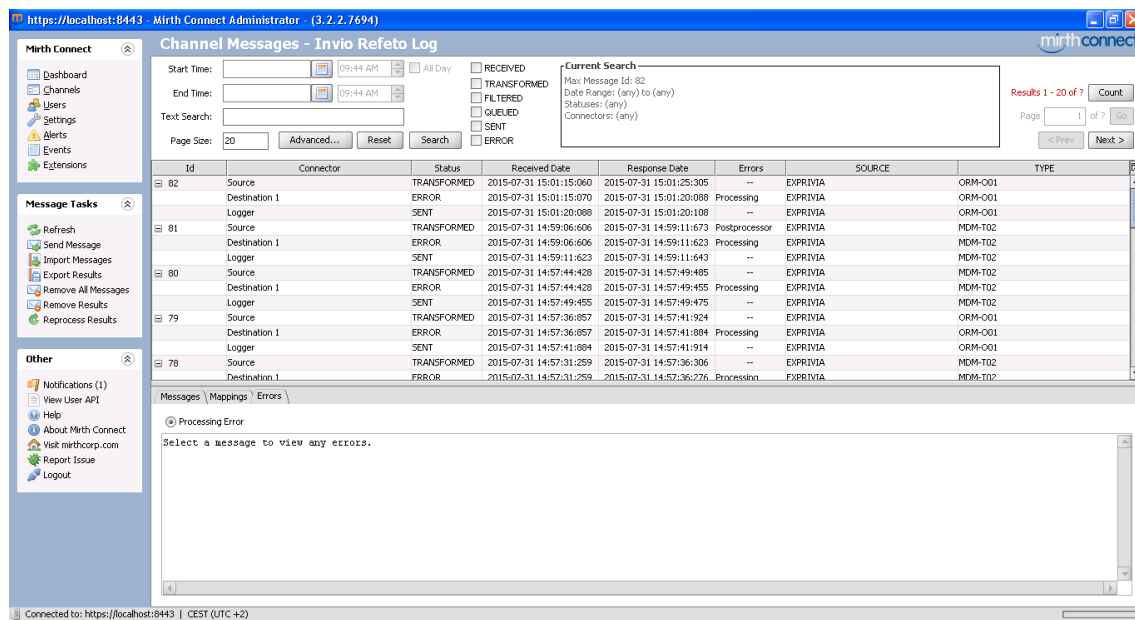 https://localhost:8443 - Mirth Connect Administrator - (3.2.2.7694)
Mirth Connect
Dashboard
Channels
Users
Settings
Alerts
Events
Extensions
Message Tasks
Refresh
Send Message
Import Messages
Export Results
Remove All Messages
Remove Results
Reprocess Results
Other
Notifications (1)
View User API
Help
About Mirth Connect
Visit mirthcorp.com
Report Issue
Logout
Channel Messages - Invio Refeto Log
mirth connect
Start Time: 09:44 AM All Day
End Time: 09:44 AM
Text Search:
Page Size: 20 Advanced... Reset Search
RECEIVED
TRANSFORMED
FILTERED
QUEUED
SENT
ERROR
Current Search
Max Message Id: 82
Date Range: (any) to (any)
Statuses: (any)
Connectors: (any)
Results 1 - 20 of ? Count
Page 1 of ? Go
< Prev Next >
Id Connector Status Received Date Response Date Errors SOURCE TYPE
82 Source TRANSFORMED 2015-07-31 15:01:15:060 2015-07-31 15:01:25:305 -- EXPRIVIA ORM-O01
Destination 1 ERROR 2015-07-31 15:01:15:070 2015-07-31 15:01:20:088 Processing EXPRIVIA ORM-O01
Logger SENT 2015-07-31 15:01:20:088 2015-07-31 15:01:20:108 -- EXPRIVIA ORM-O01
81 Source TRANSFORMED 2015-07-31 14:59:06:606 2015-07-31 14:59:11:673 Postprocessor EXPRIVIA MDM-T02
Destination 1 ERROR 2015-07-31 14:59:06:606 2015-07-31 14:59:11:623 Processing EXPRIVIA MDM-T02
Logger SENT 2015-07-31 14:59:11:623 2015-07-31 14:59:11:643 -- EXPRIVIA MDM-T02
80 Source TRANSFORMED 2015-07-31 14:57:44:428 2015-07-31 14:57:49:485 -- EXPRIVIA MDM-T02
Destination 1 ERROR 2015-07-31 14:57:44:428 2015-07-31 14:57:49:455 Processing EXPRIVIA MDM-T02
Logger SENT 2015-07-31 14:57:49:455 2015-07-31 14:57:49:475 -- EXPRIVIA MDM-T02
79 Source TRANSFORMED 2015-07-31 14:57:36:857 2015-07-31 14:57:41:924 -- EXPRIVIA ORM-O01
Destination 1 ERROR 2015-07-31 14:57:36:857 2015-07-31 14:57:41:884 Processing EXPRIVIA ORM-O01
Logger SENT 2015-07-31 14:57:41:884 2015-07-31 14:57:41:914 -- EXPRIVIA ORM-O01
78 Source TRANSFORMED 2015-07-31 14:57:31:259 2015-07-31 14:57:36:306 -- EXPRIVIA MDM-T02
Destination 1 ERROR 2015-07-31 14:57:31:259 2015-07-31 14:57:36:276 Processing EXPRIVIA MDM-T02
Messages Mappings Errors
Processing Error
Select a message to view any errors.
Connected to: https://localhost:8443 | CEST (UTC +2)